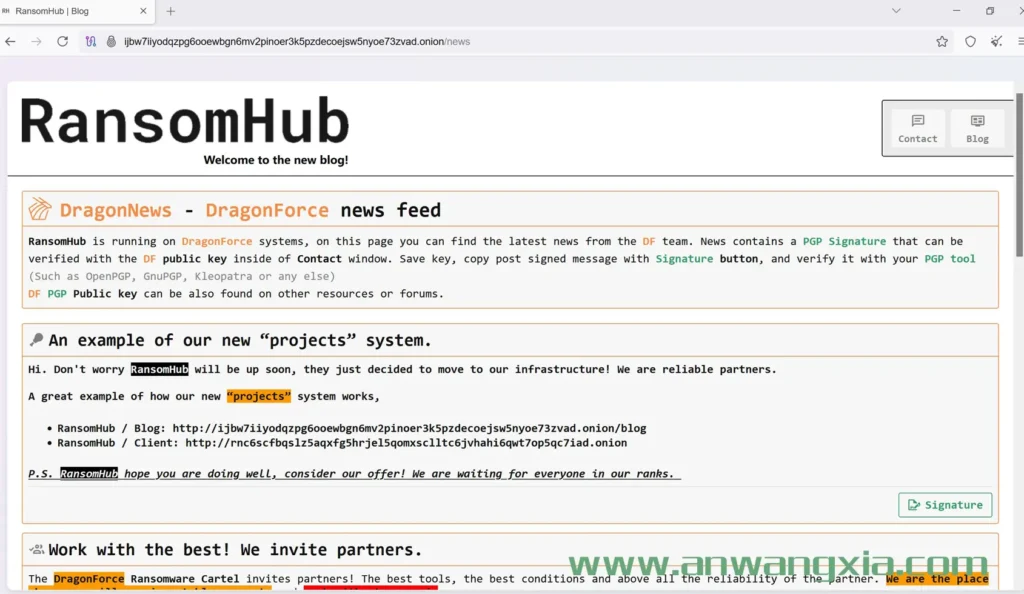 RansomHub | Blog
ijbw7iiyodqzpg6ooewbgn6mv2pinoer3k5pzdecoejsw5nyoe73zvad.onion/news
RansomHub
Welcome to the new blog!
Contact
Blog
DragonNews - DragonForce news feed
RansomHub is running on DragonForce systems, on this page you can find the latest news from the DF team. News contains a PGP Signature that can be
verified with the DF public key inside of Contact window. Save key, copy post signed message with Signature button, and verify it with your PGP tool
(Such as OpenPGP, GnuPGP, Kleopatra or any else)
DF PGP Public key can be also found on other resources or forums.
An example of our new “projects” system.
Hi. Don't worry RansomHub will be up soon, they just decided to move to our infrastructure! We are reliable partners.
A great example of how our new “projects” system works,
• RansomHub / Blog: http://ijbw7iiyodqzpg6ooewbgn6mv2pinoer3k5pzdecoejsw5nyoe73zvad.onion/blog
• RansomHub / Client: http://rnc6scfbqslz5aqxfg5hrjel5qomxsclltc6jvhahi6qwt7op5qc7iad.onion
P.S. RansomHub hope you are doing well, consider our offer! We are waiting for everyone in our ranks.
Signature
Work with the best! We invite partners.
The DragonForce Ransomware Cartel invites partners! The best tools, the best conditions and above all the reliability of the partner. We are the place
www.anwangxia.com